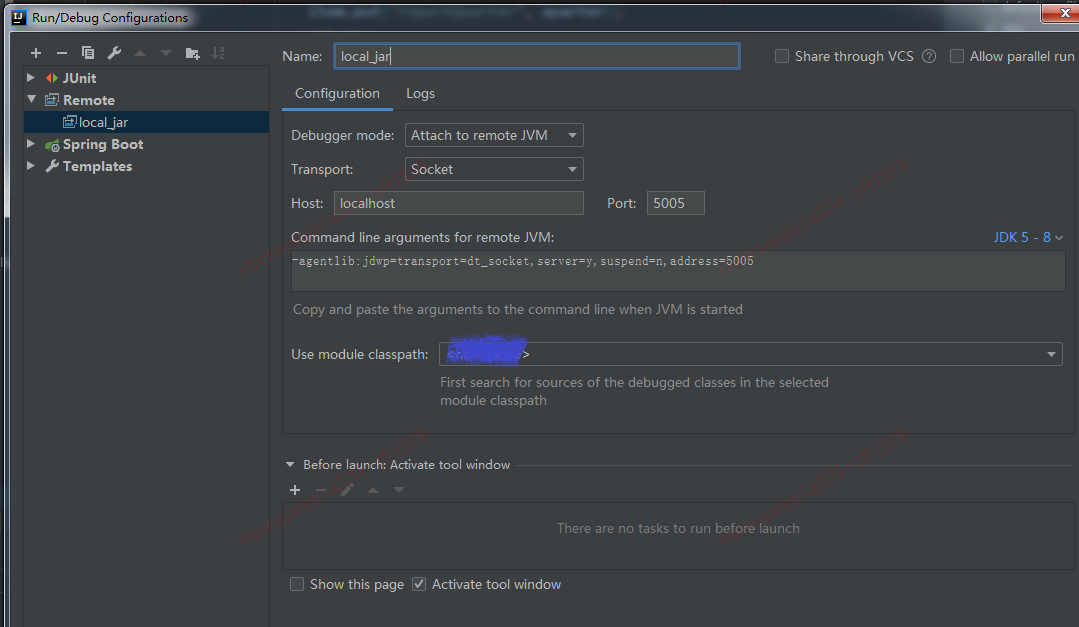 Run/Debug Configurations
Name: local_jar
Share through VCS ? Allow parallel run
JUnit
Remote
local_jar
Spring Boot
Templates
Configuration Logs
Debugger mode: Attach to remote JVM
Transport: Socket
Host: localhost Port: 5005
Command line arguments for remote JVM: JDK 5 - 8
-agentlib:jdwp=transport=dt_socket,server=y,suspend=n,address=5005
Copy and paste the arguments to the command line when JVM is started
Use module classpath:
First search for sources of the debugged classes in the selected
module classpath
Before launch: Activate tool window
There are no tasks to run before launch
Show this page Activate tool window